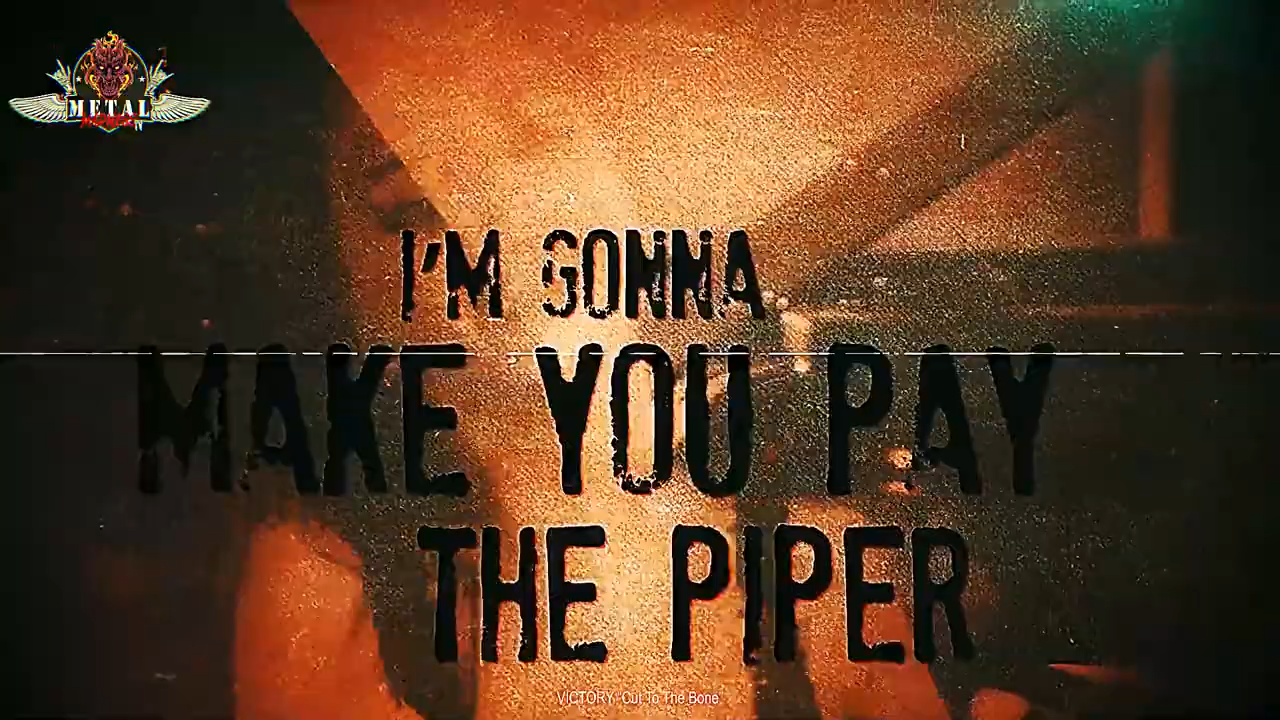 METAL
I'M GONNA
MAKE YOU PAY
THE PIPER
VICTORY "Cut To The Bone